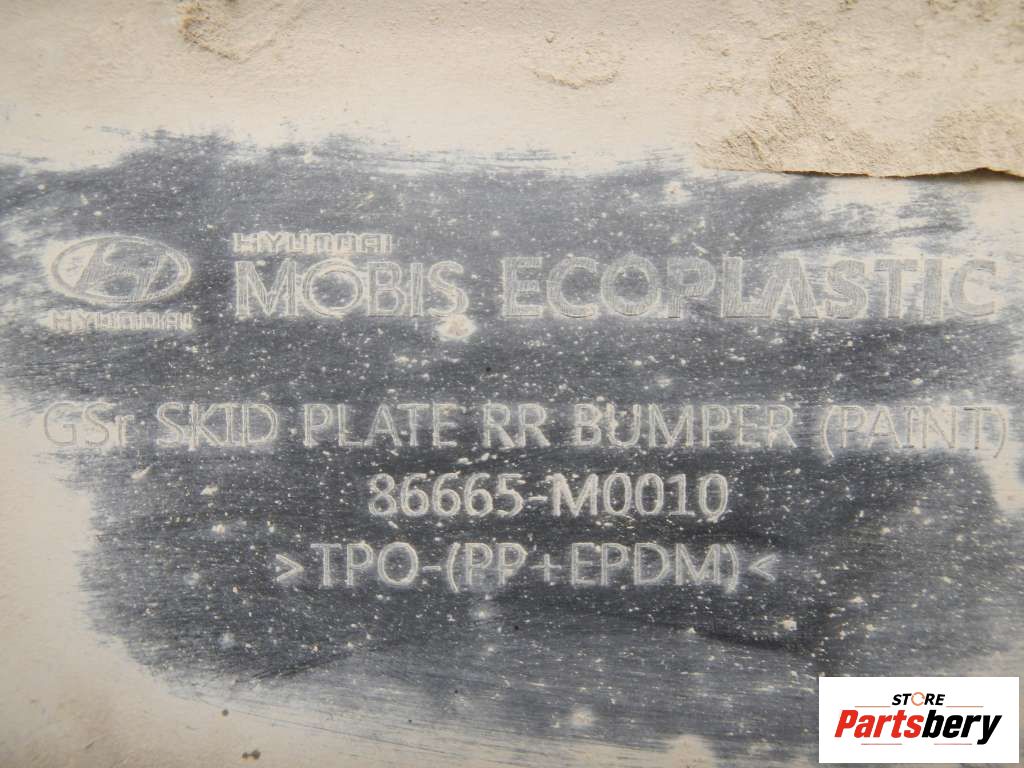 HYUNDAI
HYUNDAI
MOBIS ECOPLASTIC
GSr SKID PLATE RR BUMPER (PAINT)
86665-M0010
>TPO-(PP+EPDM)<
STORE
Partsbery